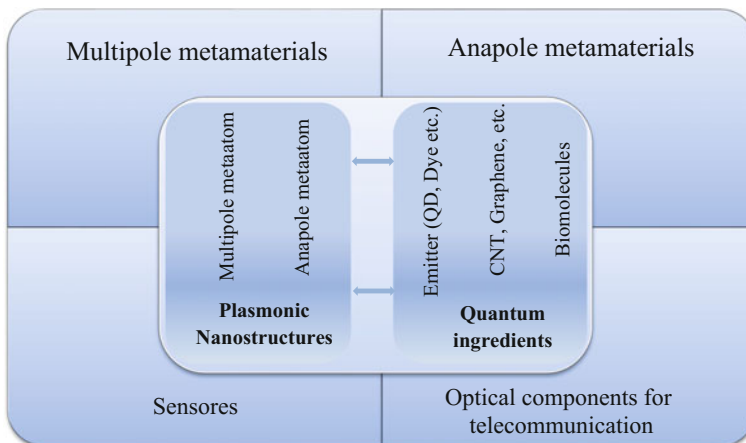 Multipole metamaterials
Anapole metamaterials
Multipole metaatom
Anapole metaatom
Plasmonic
Nanostructures
Emitter (QD, Dye etc.)
CNT, Graphene, etc.
Biomolecules
Quantum
ingredients
Sensores
Optical components for
telecommunication